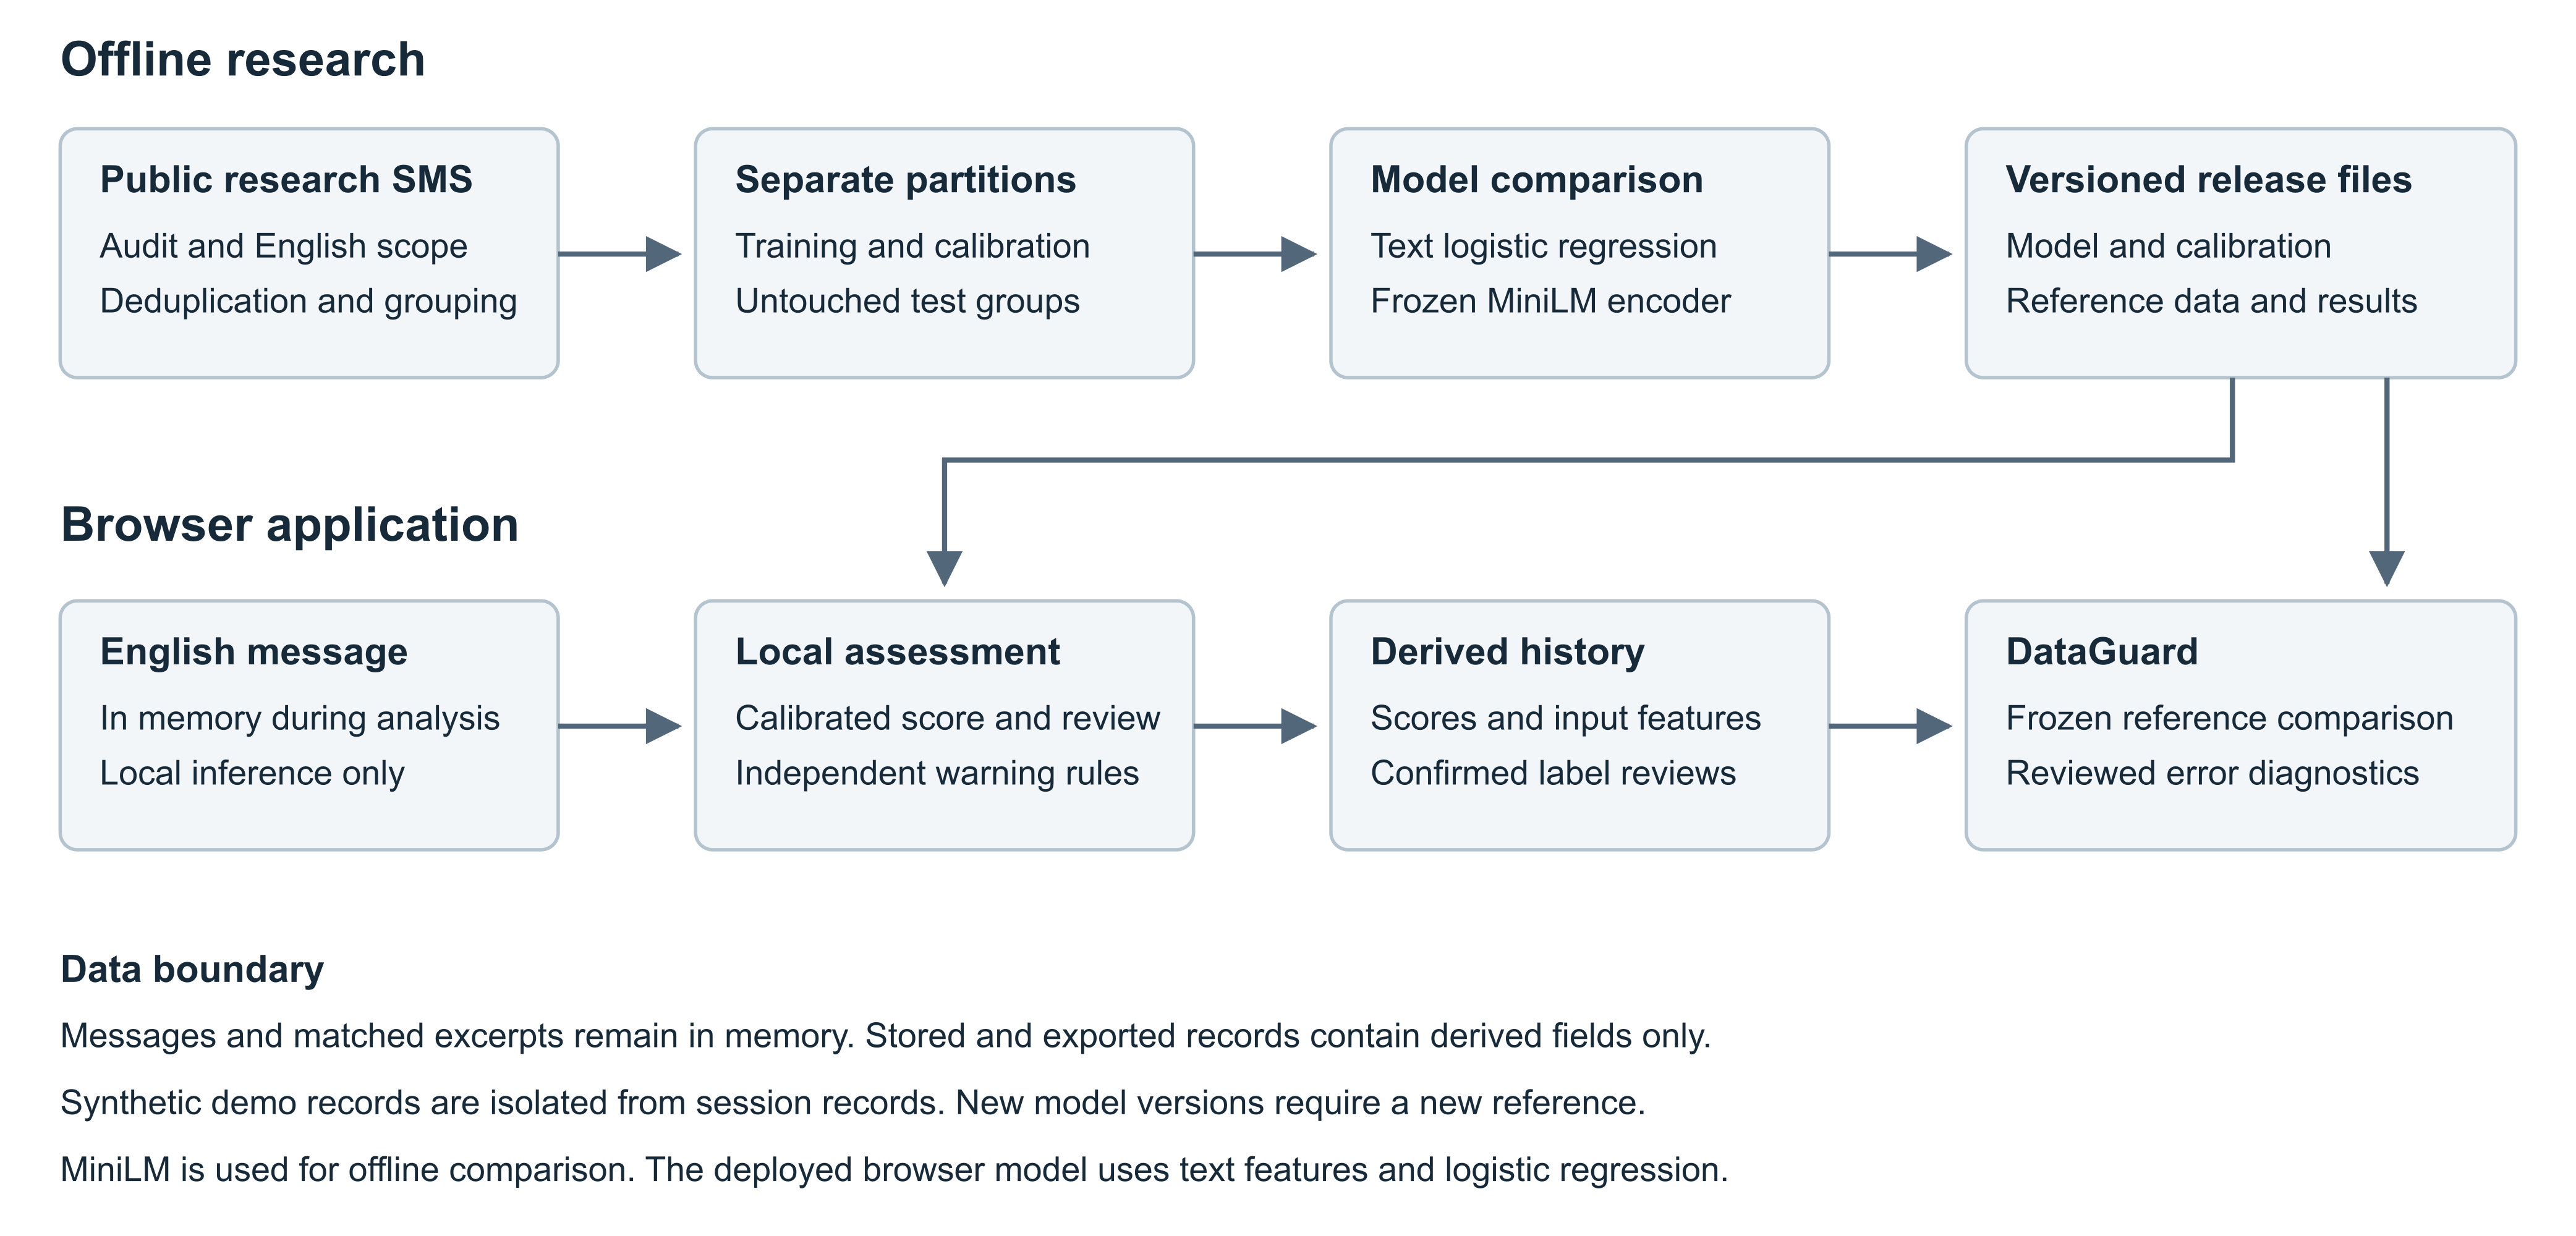 Offline research
Public research SMS
Audit and English scope
Deduplication and grouping
Separate partitions
Training and calibration
Untouched test groups
Model comparison
Text logistic regression
Frozen MiniLM encoder
Versioned release files
Model and calibration
Reference data and results
Browser application
English message
In memory during analysis
Local inference only
Local assessment
Calibrated score and review
Independent warning rules
Derived history
Scores and input features
Confirmed label reviews
DataGuard
Frozen reference comparison
Reviewed error diagnostics
Data boundary
Messages and matched excerpts remain in memory. Stored and exported records contain derived fields only.
Synthetic demo records are isolated from session records. New model versions require a new reference.
MiniLM is used for offline comparison. The deployed browser model uses text features and logistic regression.